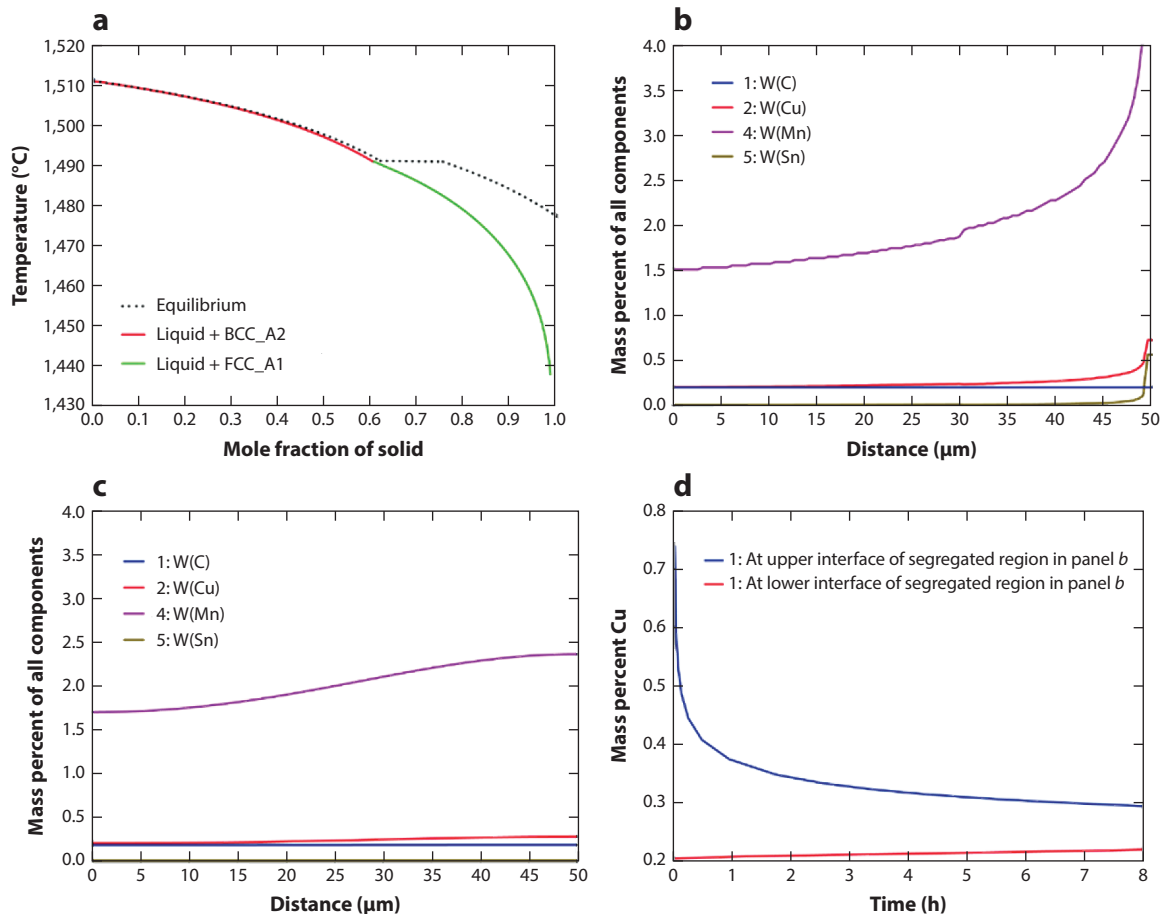 a
1,520
1,510
1,500
1,490
1,480
1,470
1,460
1,450
1,440
1,430
Temperature (°C)
Equilibrium
Liquid + BCC_A2
Liquid + FCC_A1
0.0 0.1 0.2 0.3 0.4 0.5 0.6 0.7 0.8 0.9 1.0
Mole fraction of solid
b
4.0
3.5
3.0
2.5
2.0
1.5
1.0
0.5
0.0
Mass percent of all components
1: W(C)
2: W(Cu)
4: W(Mn)
5: W(Sn)
0 5 10 15 20 25 30 35 40 45 50
Distance (μm)
c
4.0
3.5
3.0
2.5
2.0
1.5
1.0
0.5
0.0
Mass percent of all components
1: W(C)
2: W(Cu)
4: W(Mn)
5: W(Sn)
0 5 10 15 20 25 30 35 40 45 50
Distance (μm)
d
0.8
0.7
0.6
0.5
0.4
0.3
0.2
Mass percent Cu
1: At upper interface of segregated region in panel b
1: At lower interface of segregated region in panel b
0 1 2 3 4 5 6 7 8
Time (h)